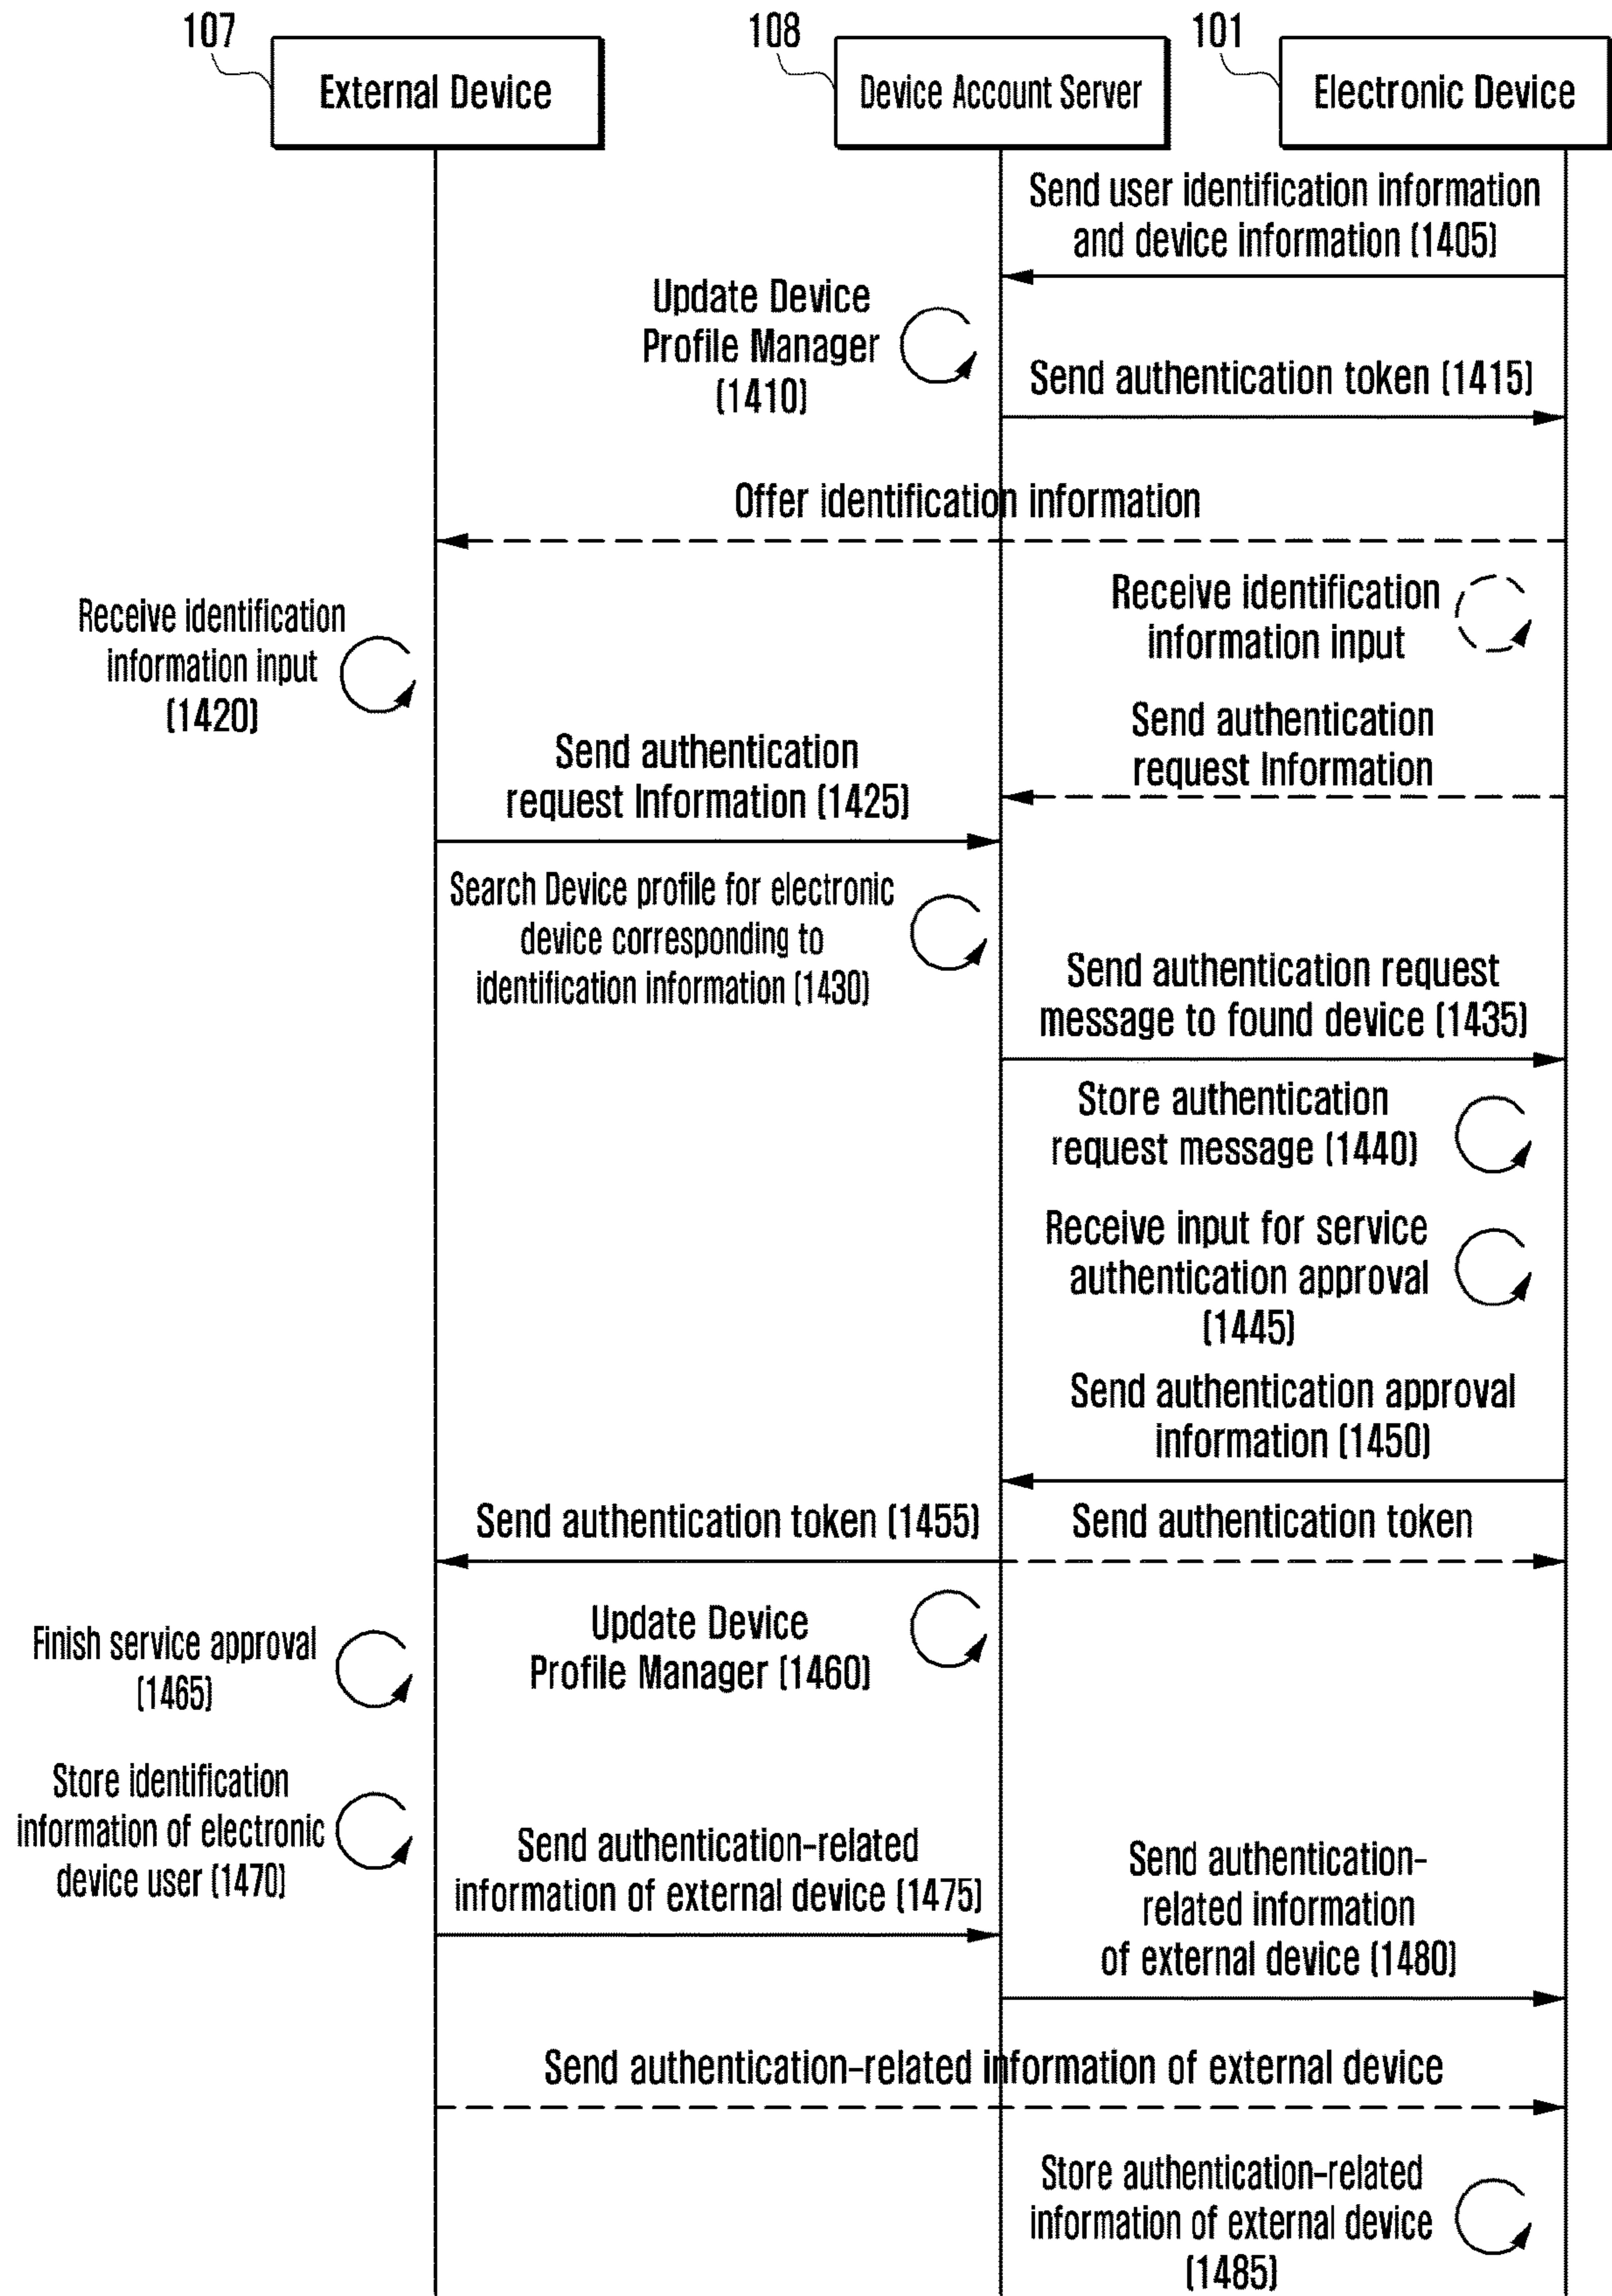 107
External Device
108
Device Account Server
101
Electronic Device
Send user identification information
and device information (1405)
Update Device
Profile Manager
(1410)
Send authentication token (1415)
Offer identification information
Receive identification
information input
Receive identification
information input
(1420)
Send authentication
request Information
Send authentication
request Information (1425)
Search Device profile for electronic
device corresponding to
identification information (1430)
Send authentication request
message to found device (1435)
Store authentication
request message (1440)
Receive input for service
authentication approval
(1445)
Send authentication approval
information (1450)
Send authentication token (1455)
Send authentication token
Update Device
Profile Manager (1460)
Finish service approval
(1465)
Store identification
information of electronic
device user (1470)
Send authentication-related
information of external device (1475)
Send authentication-
related information
of external device (1480)
Send authentication-related information of external device
Store authentication-related
information of external device
(1485)